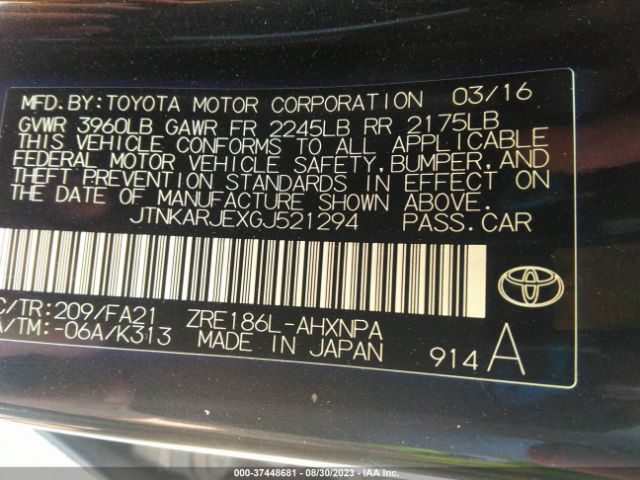 MFD.BY:TOYOTA MOTOR CORPORATION 03/16
GVWR 3960LB GAWR FR 2245LB RR 2175LB
THIS VEHICLE CONFORMS TO ALL APPLICABLE
FEDERAL MOTOR VEHICLE SAFETY,BUMPER,AND
THEFT PREVENTION STANDARDS IN EFFECT ON
THE DATE OF MANUFACTURE SHOWN ABOVE.
JTNKARJEXGJ521294 PASS.CAR
C/TR:209/FA21 ZRE186L-AHXNPA
A/TM:-06A/K313 MADE IN JAPAN 914 A
000-37448681 - 08/30/2023 - IAA Inc.